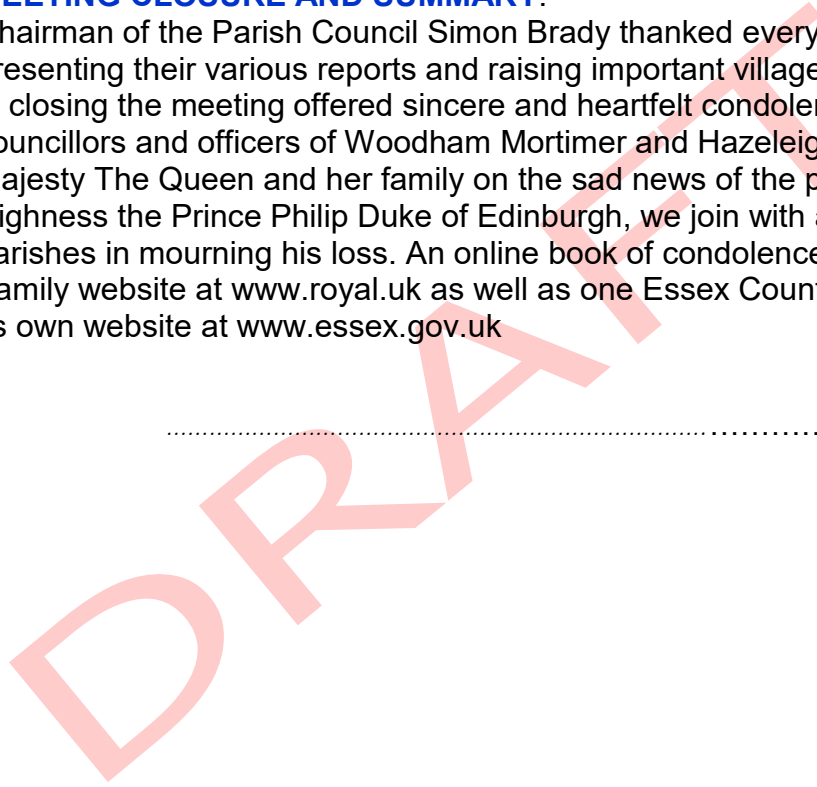 EETING CLOSURE AND SUMMARY:
hairman of the Parish Council Simon Brady thanked every
resenting their various reports and raising important village
closing the meeting offered sincere and heartfelt condolen
ouncillors and officers of Woodham Mortimer and Hazeleig
ajesty The Queen and her family on the sad news of the p
ighness the Prince Philip Duke of Edinburgh, we join with a
arishes in mourning his loss. An online book of condolence
amily website at www.royal.uk as well as one Essex Coun
s own website at www.essex.gov.uk
DRAFT